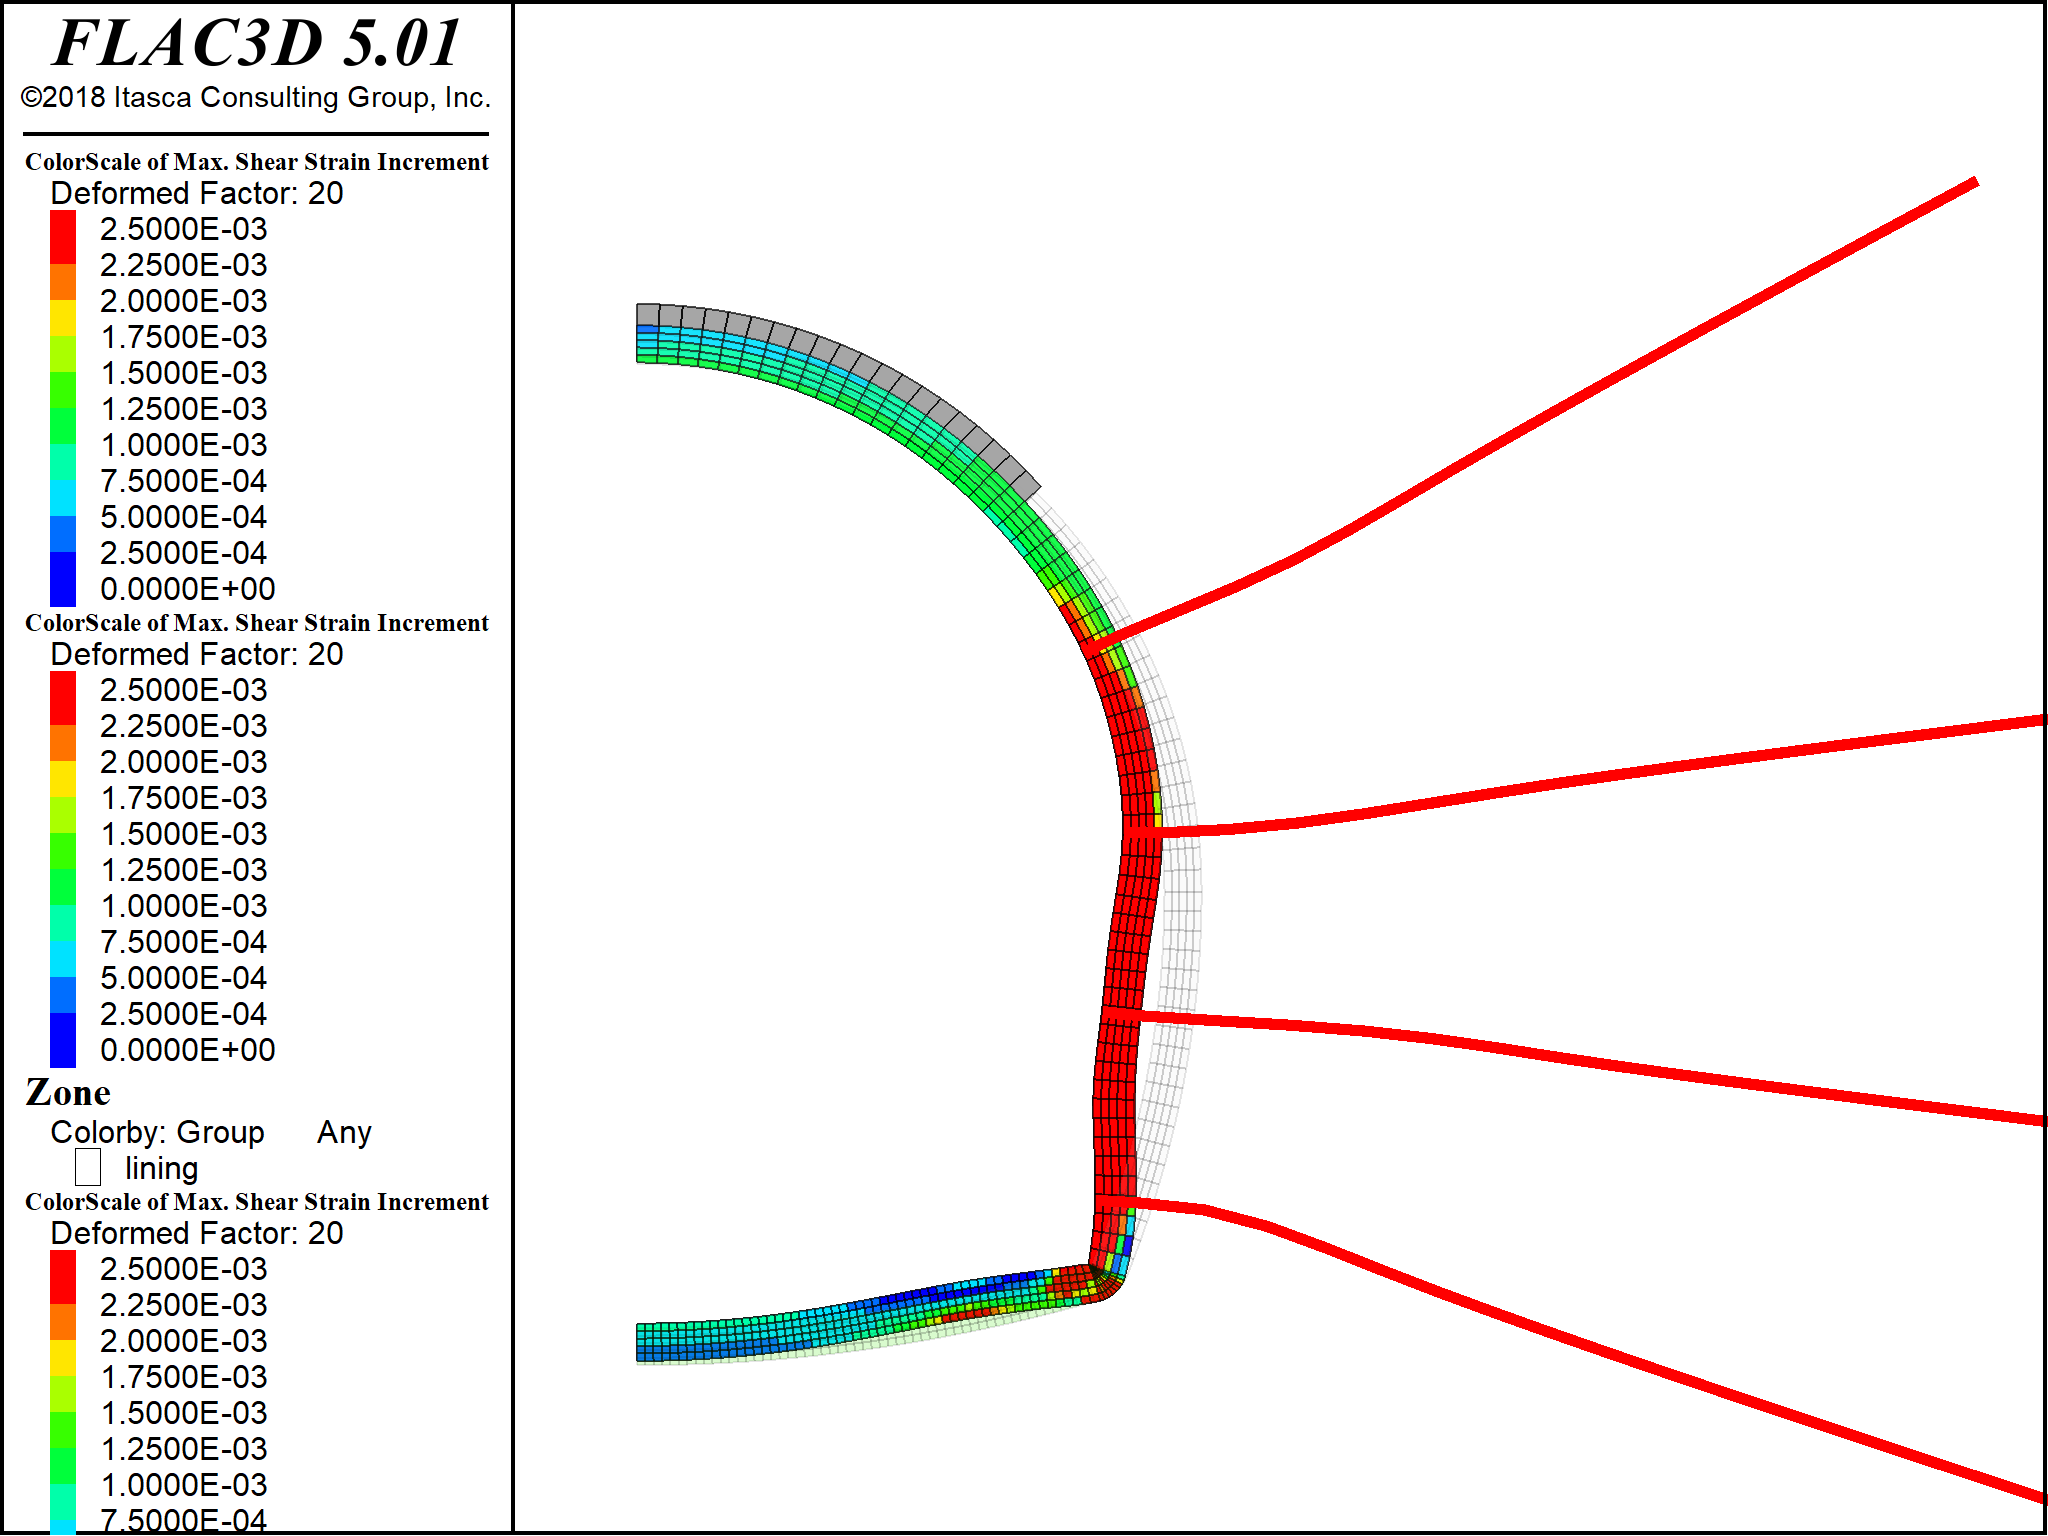 FLAC3D 5.01
©2018 Itasca Consulting Group, Inc.
ColorScale of Max. Shear Strain Increment
Deformed Factor: 20
2.5000E-03
2.2500E-03
2.0000E-03
1.7500E-03
1.5000E-03
1.2500E-03
1.0000E-03
7.5000E-04
5.0000E-04
2.5000E-04
0.0000E+00
ColorScale of Max. Shear Strain Increment
Deformed Factor: 20
2.5000E-03
2.2500E-03
2.0000E-03
1.7500E-03
1.5000E-03
1.2500E-03
1.0000E-03
7.5000E-04
5.0000E-04
2.5000E-04
0.0000E+00
Zone
Colorby: Group Any
lining
ColorScale of Max. Shear Strain Increment
Deformed Factor: 20
2.5000E-03
2.2500E-03
2.0000E-03
1.7500E-03
1.5000E-03
1.2500E-03
1.0000E-03
7.5000E-04